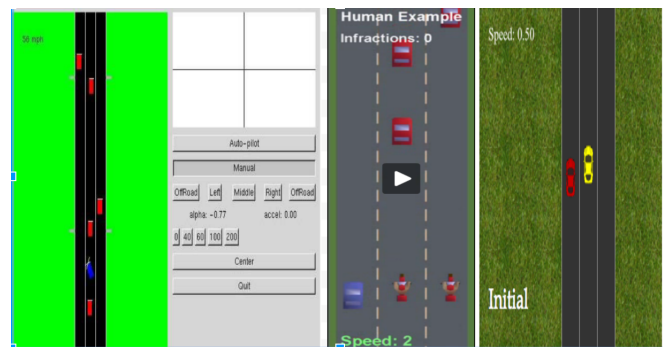 56 mph
Auto-pilot
Manual
OffRoad Left Middle Right OffRoad
alpha: -0.77 accel: 0.00
0 40 60 100 200
Center
Quit
Human Example
Infractions: 0
Speed: 2
Speed: 0.50
Initial